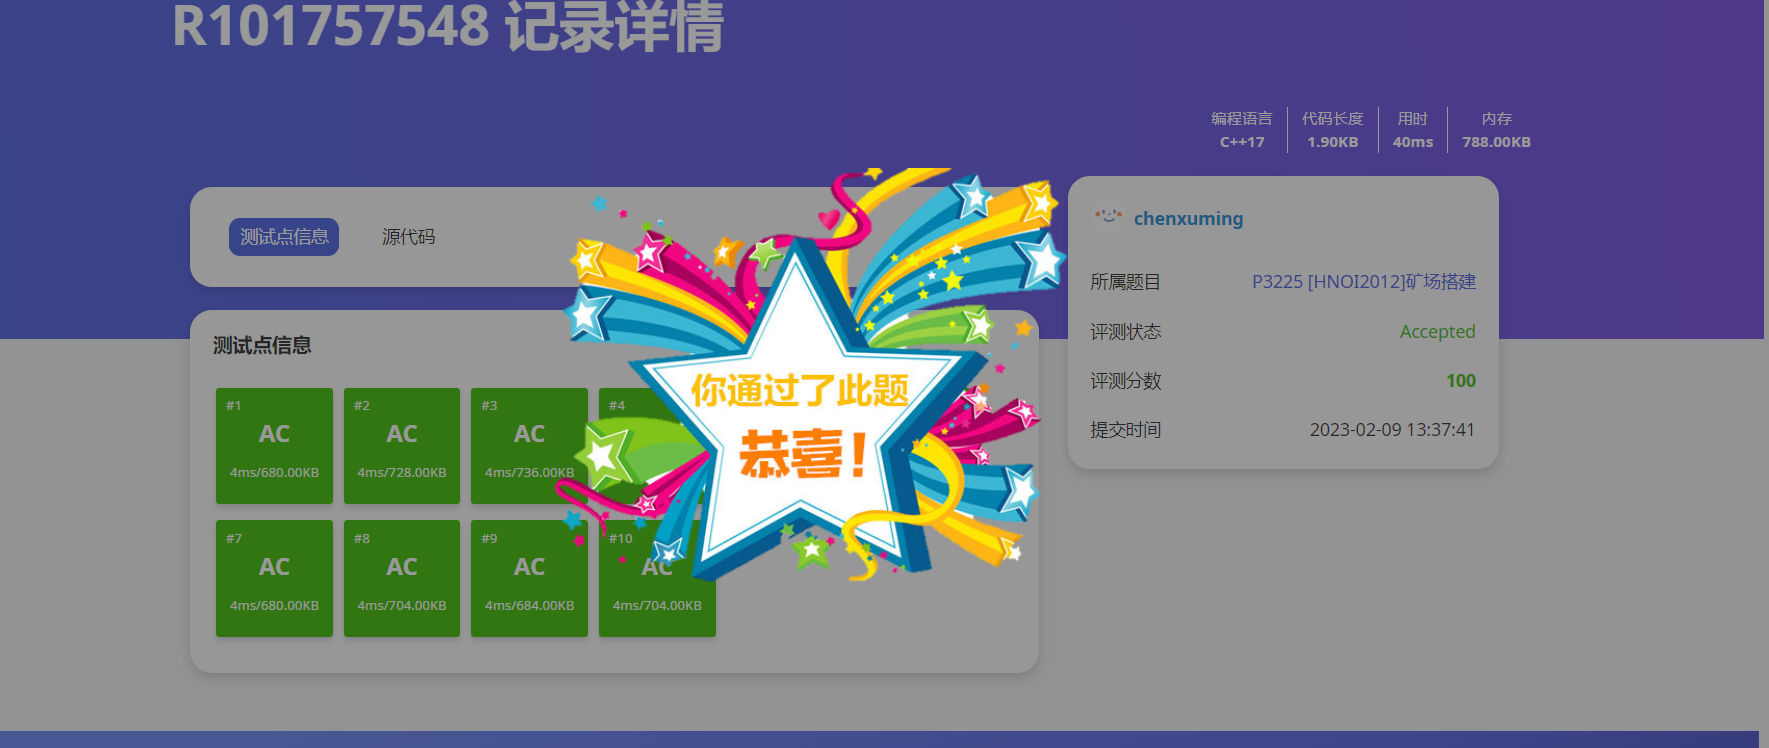 R101757548 记录详情
编程语言 代码长度 用时 内存
C++17 1.90KB 40ms 788.00KB
测试点信息 源代码
chenxuming
所属题目 P3225 [HNOI2012]矿场搭建
评测状态 Accepted
评测分数 100
提交时间 2023-02-09 13:37:41
测试点信息
#1 #2 #3 #4
AC AC AC
4ms/680.00KB 4ms/728.00KB 4ms/736.00KB
你通过了此题
恭喜!
#7 #8 #9 #10
AC AC AC AC
4ms/680.00KB 4ms/704.00KB 4ms/684.00KB 4ms/704.00KB